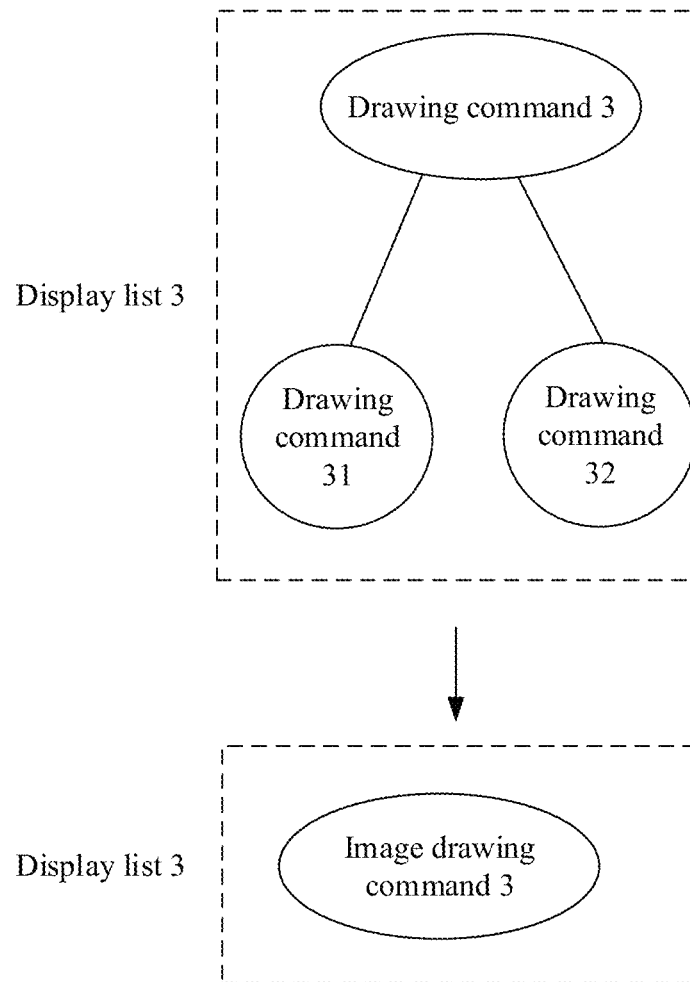 Drawing command 3
Display list 3
Drawing
command
31
Drawing
command
32
Display list 3
Image drawing
command 3